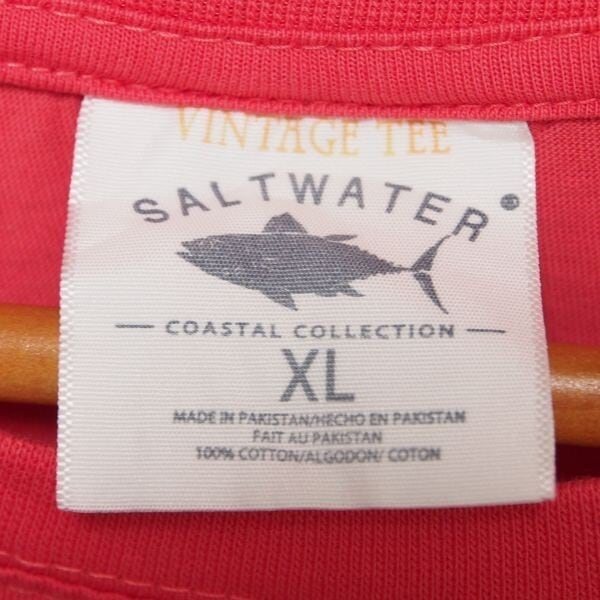 VINTAGE TEE
SALTWATER®
COASTAL COLLECTION
XL
MADE IN PAKISTAN/HECHO EN PAKISTAN
FAIT AU PAKISTAN
100% COTTON/ALGODON/ COTON